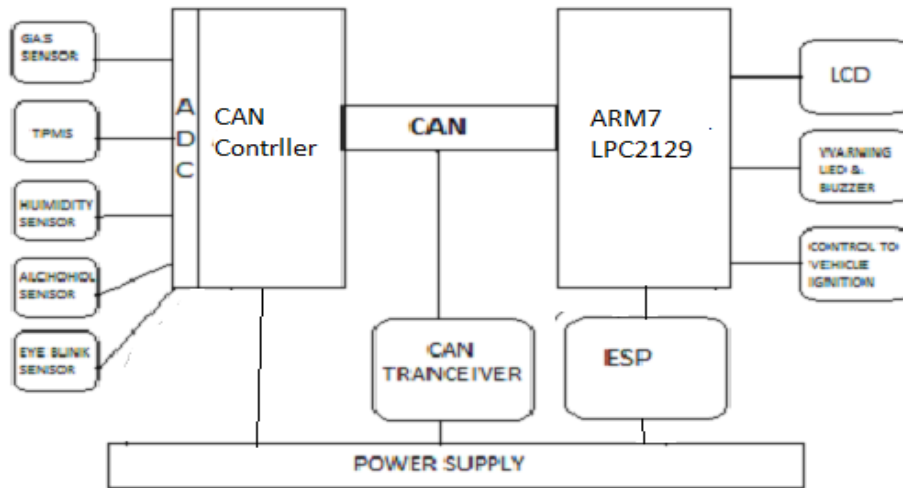 GAS
SENSOR
TPMS
HUIMIDITY
SENSOR
ALCHOHOL
SENSOR
EYE BLINK
SENSOR
A
D
C
CAN
Contrller
CAN
ARM7
LPC2129
LCD
WARNING
LED &
BUZZER
CONTROL TO
VEHICLE
IGNITION
CAN
TRANCEIVER
ESP
POWER SUPPLY